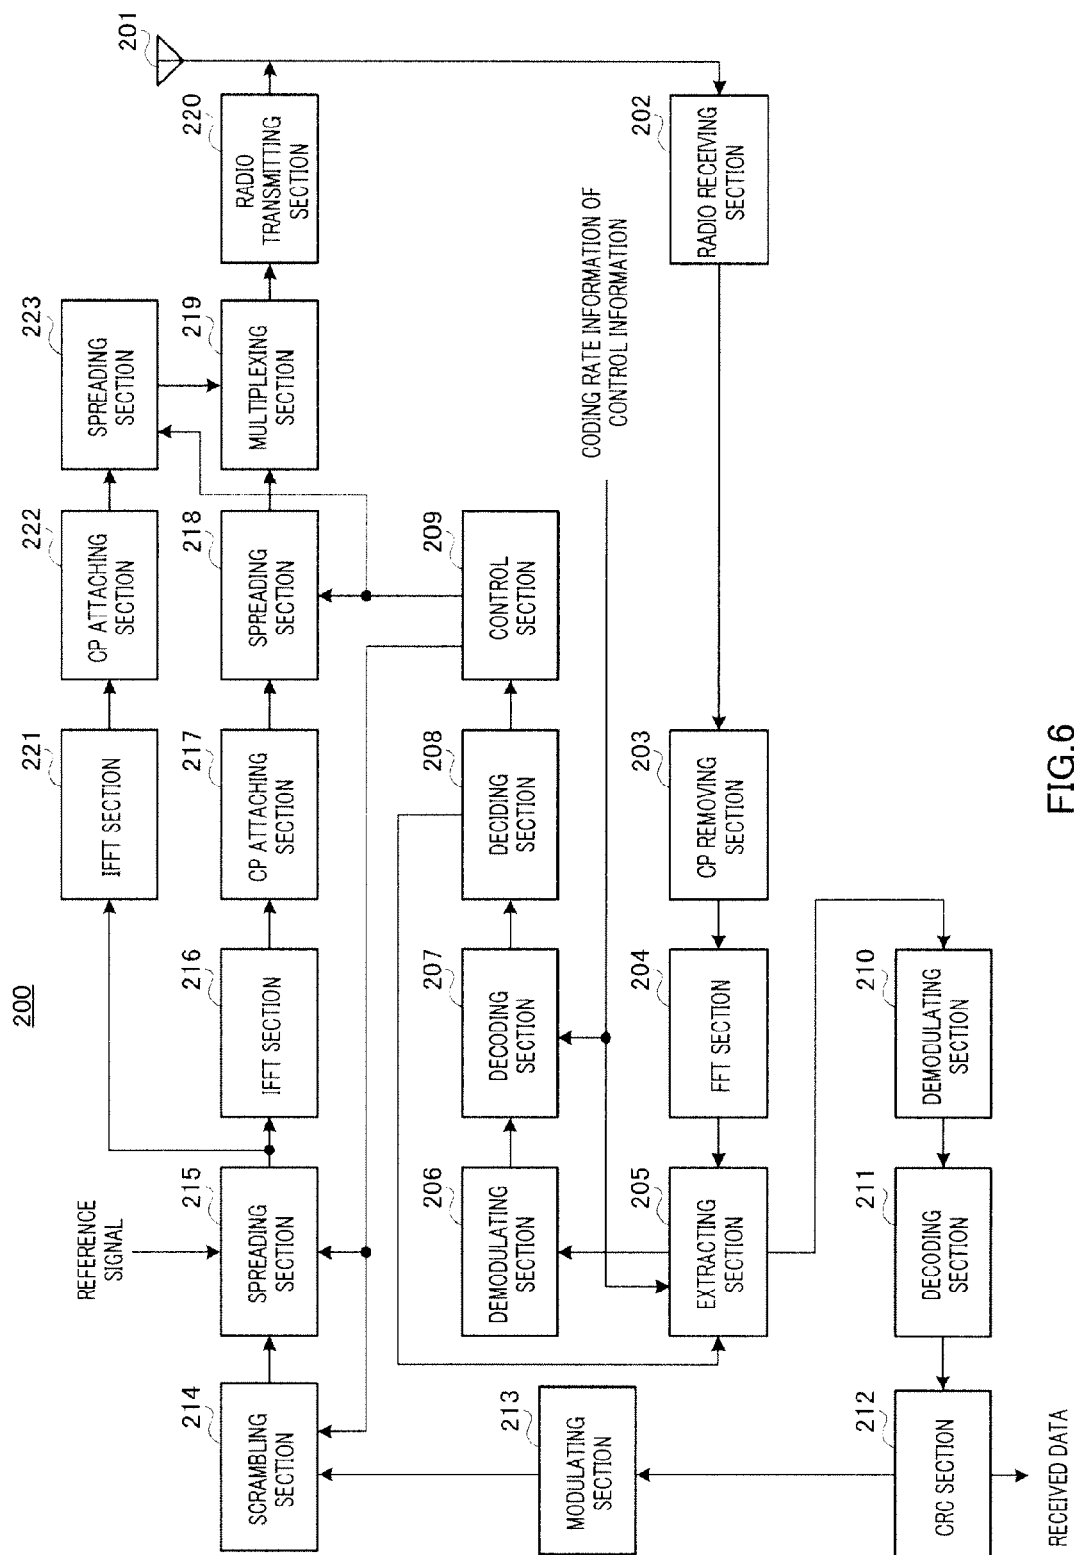 200
REFERENCE
SIGNAL
214
SCRAMBLING
SECTION
215
SPREADING
SECTION
216
IFFT SECTION
217
CP ATTACHING
SECTION
218
SPREADING
SECTION
219
MULTIPLEXING
SECTION
220
RADIO
TRANSMITTING
SECTION
201
221
IFFT SECTION
222
CP ATTACHING
SECTION
223
SPREADING
SECTION
213
MODULATING
SECTION
206
DEMODULATING
SECTION
207
DECODING
SECTION
208
DECIDING
SECTION
209
CONTROL
SECTION
CODING RATE INFORMATION OF
CONTROL INFORMATION
205
EXTRACTING
SECTION
204
FFT SECTION
203
CP REMOVING
SECTION
202
RADIO RECEIVING
SECTION
212
CRC SECTION
211
DECODING
SECTION
210
DEMODULATING
SECTION
RECEIVED DATA
FIG.6